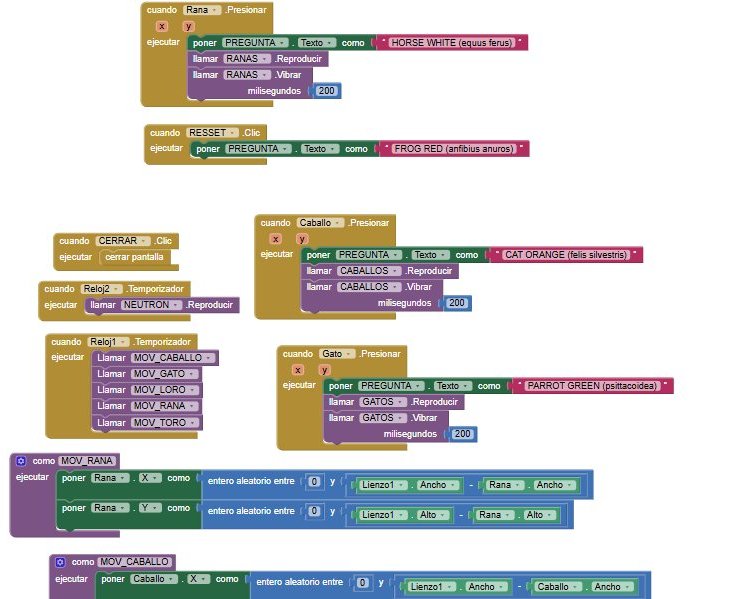 cuando Rana .Presionar
x y
ejecutar poner PREGUNTA . Texto como " HORSE WHITE (equus ferus) "
llamar RANAS .Reproducir
llamar RANAS .Vibrar
milisegundos 200
cuando RESSET .Clic
ejecutar poner PREGUNTA . Texto como " FROG RED (anfibius anuros) "
cuando Caballo .Presionar
x y
ejecutar poner PREGUNTA . Texto como " CAT ORANGE (felis silvestris) "
llamar CABALLOS .Reproducir
llamar CABALLOS .Vibrar
milisegundos 200
cuando CERRAR .Clic
ejecutar cerrar pantalla
cuando Reloj2 .Temporizador
ejecutar llamar NEUTRON .Reproducir
cuando Reloj1 .Temporizador
ejecutar Llamar MOV_CABALLO
Llamar MOV_GATO
Llamar MOV_LORO
Llamar MOV_RANA
Llamar MOV_TORO
cuando Gato .Presionar
x y
ejecutar poner PREGUNTA . Texto como " PARROT GREEN (psittacoidea) "
llamar GATOS .Reproducir
llamar GATOS .Vibrar
milisegundos 200
como MOV_RANA
ejecutar poner Rana . X como entero aleatorio entre 0 y Lienzo1 . Ancho - Rana . Ancho
poner Rana . Y como entero aleatorio entre 0 y Lienzo1 . Alto - Rana . Alto
como MOV_CABALLO
ejecutar poner Caballo . X como entero aleatorio entre 0 y Lienzo1 . Ancho - Caballo . Ancho